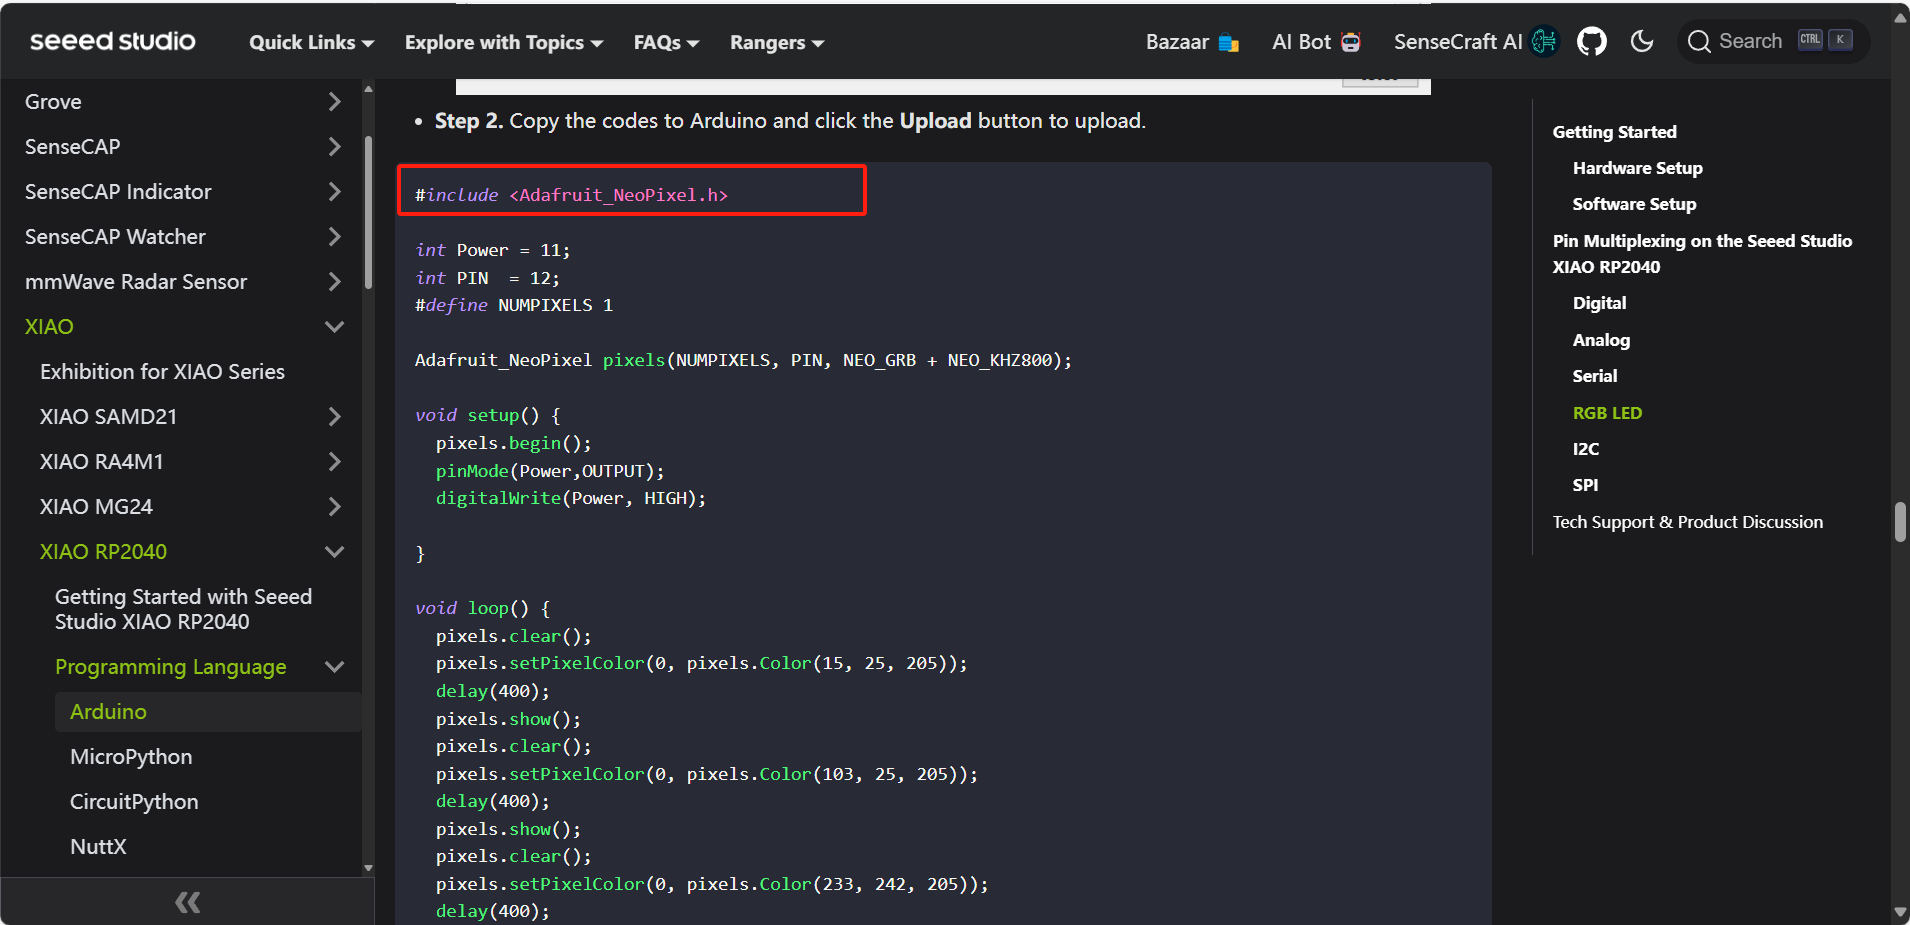 seeed studio
Quick Links
Explore with Topics
FAQs
Rangers
Bazaar
AI Bot
SenseCraft AI
Search
CTRL K
Grove
SenseCAP
SenseCAP Indicator
SenseCAP Watcher
mmWave Radar Sensor
XIAO
Exhibition for XIAO Series
XIAO SAMD21
XIAO RA4M1
XIAO MG24
XIAO RP2040
Getting Started with Seeed
Studio XIAO RP2040
Programming Language
Arduino
MicroPython
CircuitPython
NuttX
• Step 2. Copy the codes to Arduino and click the Upload button to upload.
#include <Adafruit_NeoPixel.h>
int Power = 11;
int PIN  = 12;
#define NUMPIXELS 1
Adafruit_NeoPixel pixels(NUMPIXELS, PIN, NEO_GRB + NEO_KHZ800);
void setup() {
  pixels.begin();
  pinMode(Power,OUTPUT);
  digitalWrite(Power, HIGH);
}
void loop() {
  pixels.clear();
  pixels.setPixelColor(0, pixels.Color(15, 25, 205));
  delay(400);
  pixels.show();
  pixels.clear();
  pixels.setPixelColor(0, pixels.Color(103, 25, 205));
  delay(400);
  pixels.show();
  pixels.clear();
  pixels.setPixelColor(0, pixels.Color(233, 242, 205));
  delay(400);
Getting Started
Hardware Setup
Software Setup
Pin Multiplexing on the Seeed Studio
XIAO RP2040
Digital
Analog
Serial
RGB LED
I2C
SPI
Tech Support & Product Discussion